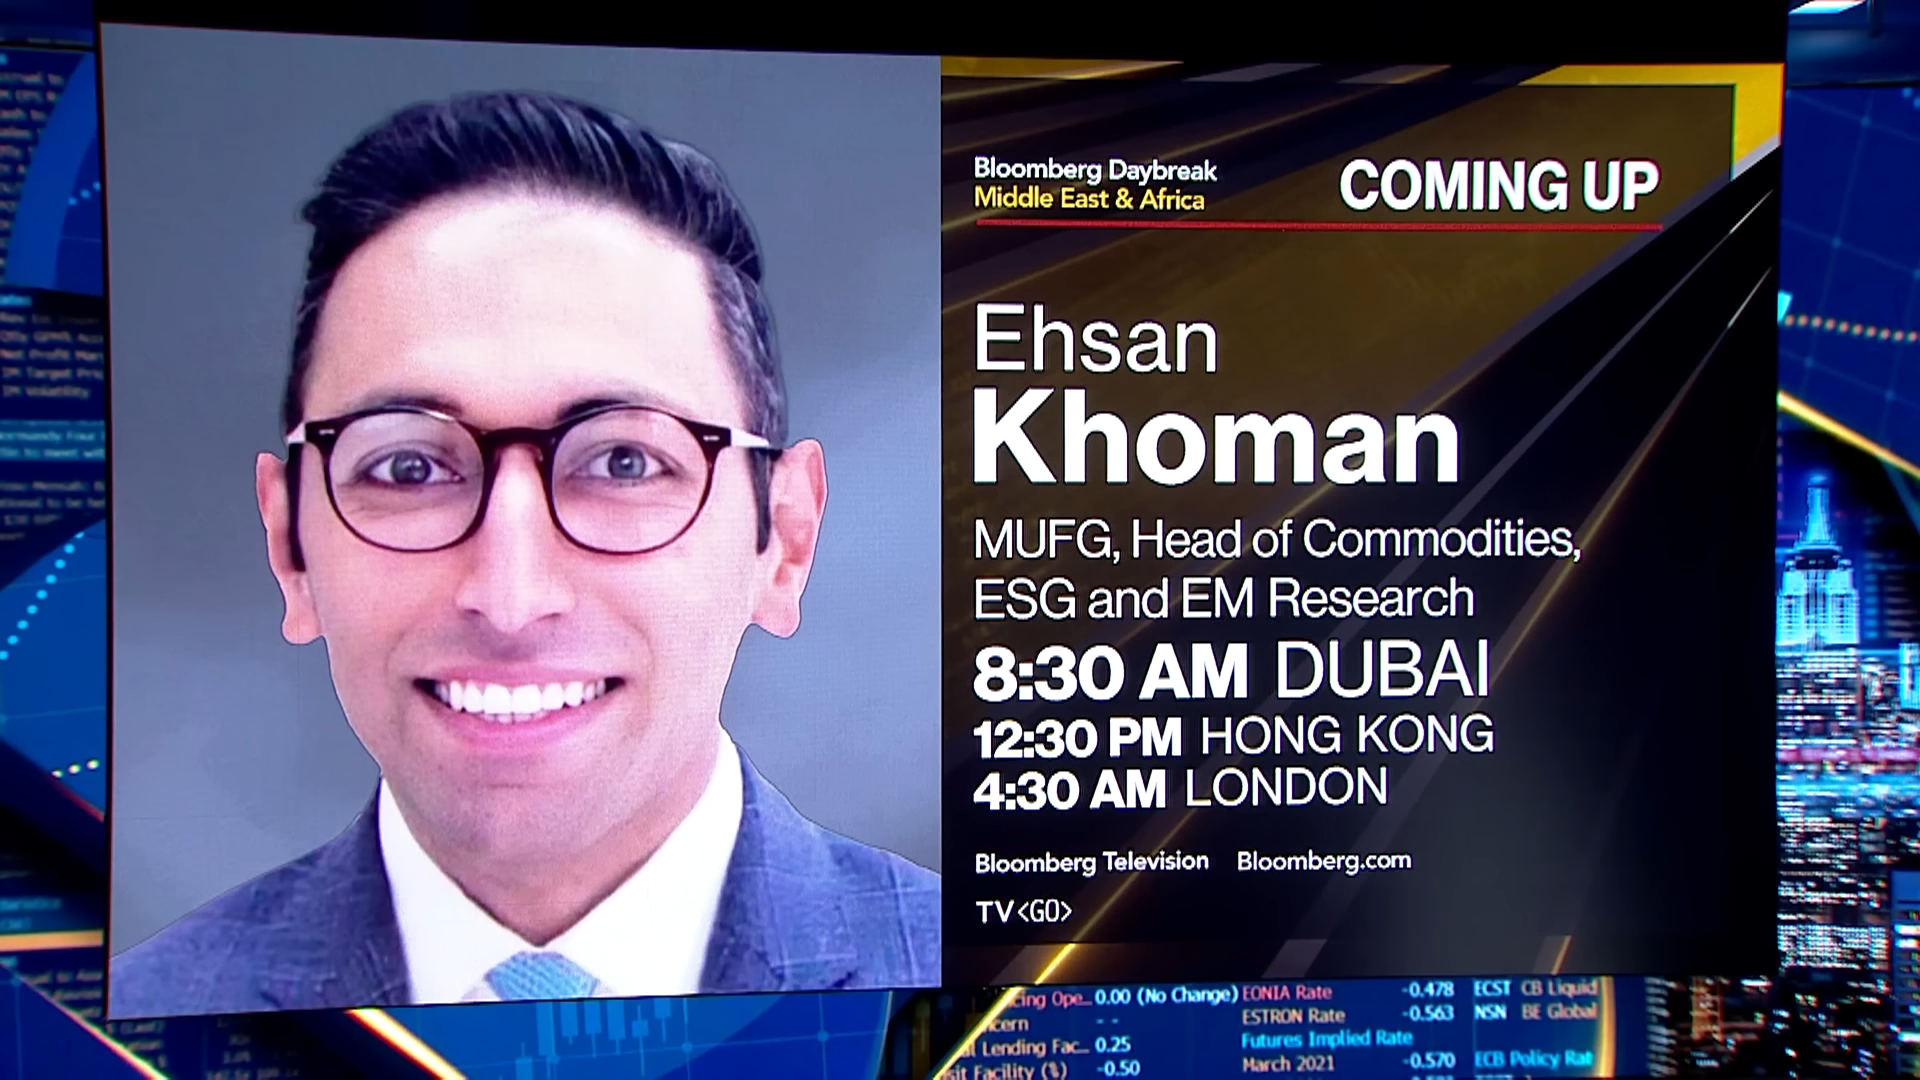 Bloomberg Daybreak
Middle East & Africa
COMING UP
Ehsan
Khoman
MUFG, Head of Commodities,
ESG and EM Research
8:30 AM DUBAI
12:30 PM HONG KONG
4:30 AM LONDON
Bloomberg Television Bloomberg.com
TV<GO>
0.00 (No Change) EONIA Rate -0.478 ECST CB Liquid
ESTRON Rate -0.563 NSN BE Global
Lending Fac... 0.25 Futures Implied Rate
Facility (%) -0.50 March 2021 -0.570 ECB Policy Rat